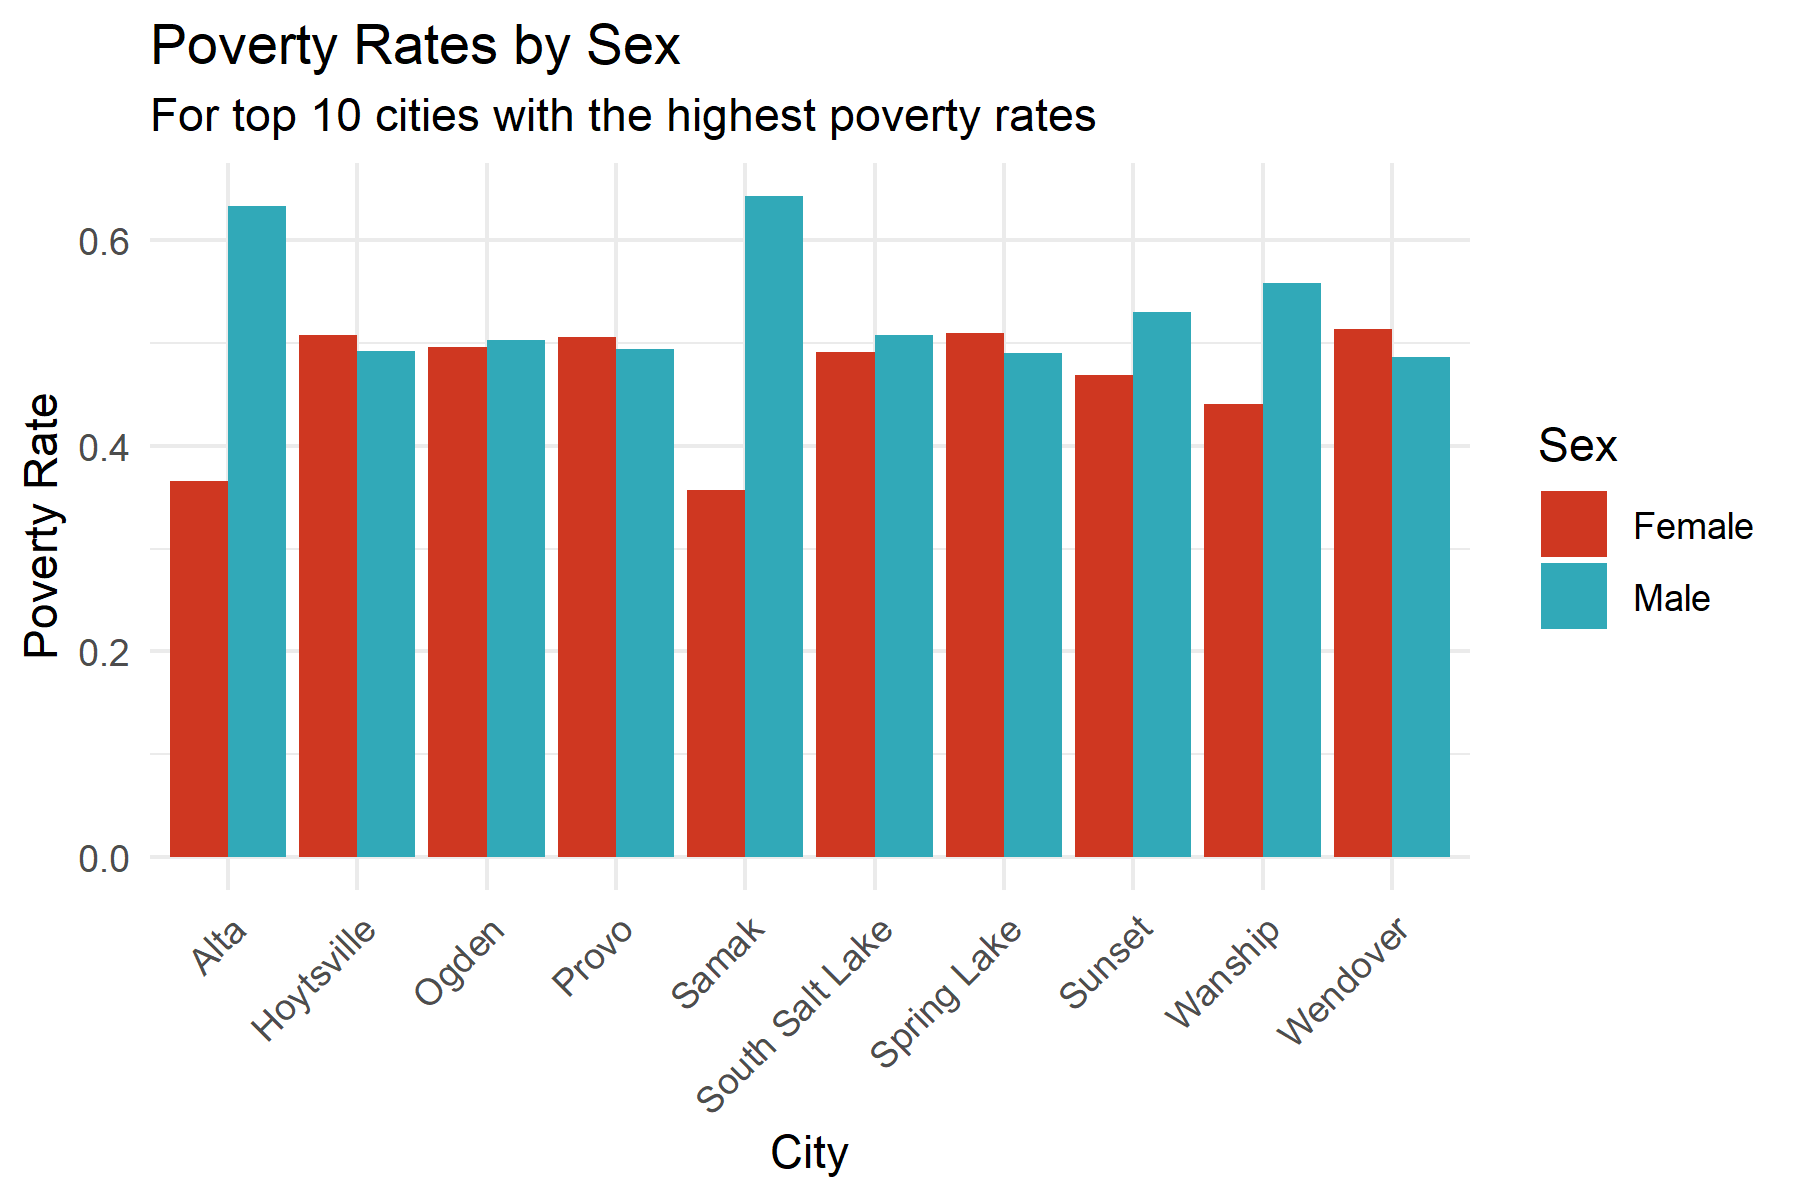 Poverty Rates by Sex
For top 10 cities with the highest poverty rates
Poverty Rate
0.6
0.4
0.2
0.0
Alta
Hoytsville
Ogden
Provo
Samak
South Salt Lake
Spring Lake
Sunset
Wanship
Wendover
City
Sex
Female
Male